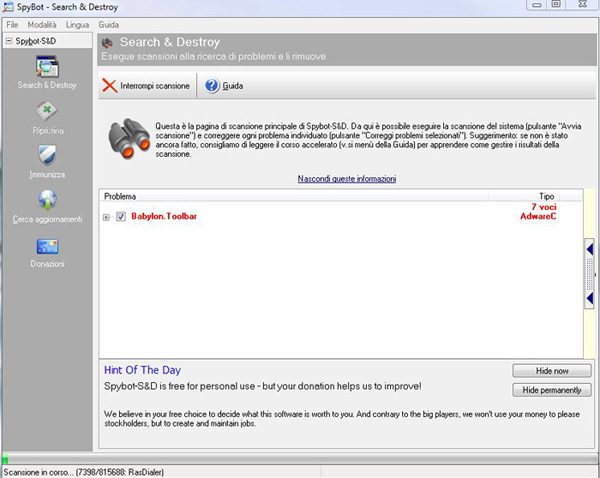 SpyBot - Search & Destroy
File Modalità Lingua Guida
Spybot-S&D
Search & Destroy
Ripristino
Immunizza
Cerca aggiornamenti
Donazioni
Search & Destroy
Esegue scansioni alla ricerca di problemi e li rimuove
Interrompi scansione Guida
Questa è la pagina di scansione principale di Spybot-S&D. Da qui è possibile eseguire la scansione del sistema (pulsante "Avvia
scansione") e correggere ogni problema individuato (pulsante "Correggi problemi selezionati"). Suggerimento: se non è stato
ancora fatto, consigliamo di leggere il corso accelerato (v.si menù della Guida) per apprendere come gestire i risultati della
scansione.
Nascondi queste informazioni
Problema Tipo
7 voci
Babylon.Toolbar AdwareC
Hint Of The Day
Hide now
Spybot-S&D is free for personal use - but your donation helps us to improve!
Hide permanently
We believe in your free choice to decide what this software is worth to you. And contrary to the big players, we won't use your money to please
stockholders, but to create and maintain jobs.
Scansione in corso... (7398/815688: RasDialer)